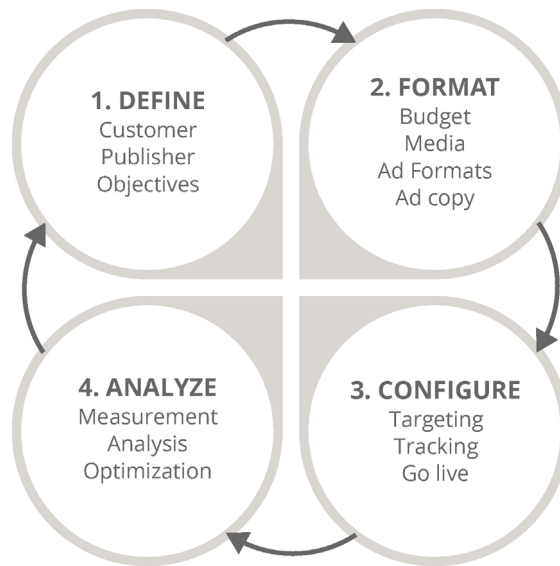 1. DEFINE
Customer
Publisher
Objectives
2. FORMAT
Budget
Media
Ad Formats
Ad copy
3. CONFIGURE
Targeting
Tracking
Go live
4. ANALYZE
Measurement
Analysis
Optimization